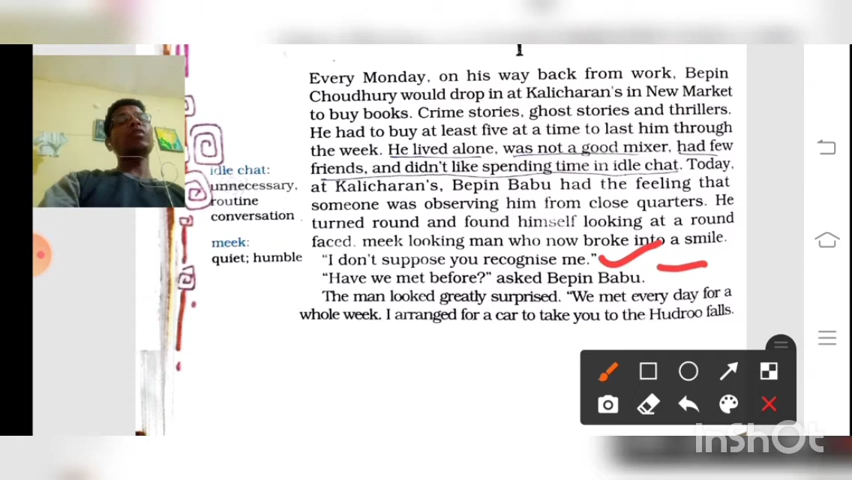 I
Every Monday, on his way back from work, Bepin
Choudhury would drop in at Kalicharan's in New Market
to buy books. Crime stories, ghost stories and thrillers.
He had to buy at least five at a time to last him through
the week. He lived alone, was not a good mixer, had few
friends, and didn't like spending time in idle chat. Today,
at Kalicharan's, Bepin Babu had the feeling that
someone was observing him from close quarters. He
turned round and found himself looking at a round
faced, meek looking man who now broke into a smile.
"I don't suppose you recognise me."
"Have we met before?" asked Bepin Babu.
The man looked greatly surprised. "We met every day for a
whole week. I arranged for a car to take you to the Hudroo falls.
idle chat:
unnecessary,
routine
conversation
meek:
quiet; humble
InShOt